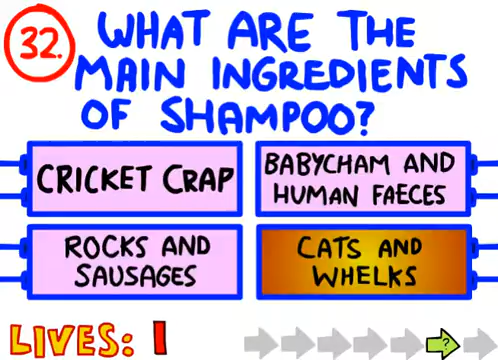 32.
WHAT ARE THE
MAIN INGREDIENTS
OF SHAMPOO?
CRICKET CRAP
BABYCHAM AND
HUMAN FAECES
ROCKS AND
SAUSAGES
CATS AND
WHELKS
LIVES: 1
?